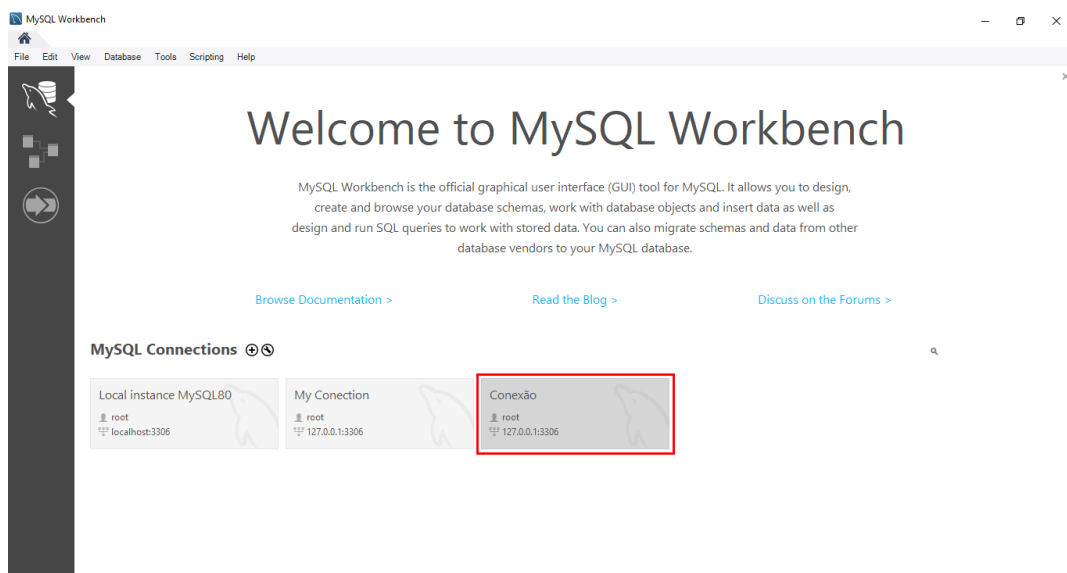 MySQL Workbench
File Edit View Database Tools Scripting Help
Welcome to MySQL Workbench
MySQL Workbench is the official graphical user interface (GUI) tool for MySQL. It allows you to design,
create and browse your database schemas, work with database objects and insert data as well as
design and run SQL queries to work with stored data. You can also migrate schemas and data from other
database vendors to your MySQL database.
Browse Documentation > Read the Blog > Discuss on the Forums >
MySQL Connections
Local instance MySQL80
root
localhost:3306
My Conection
root
127.0.0.1:3306
Conexão
root
127.0.0.1:3306